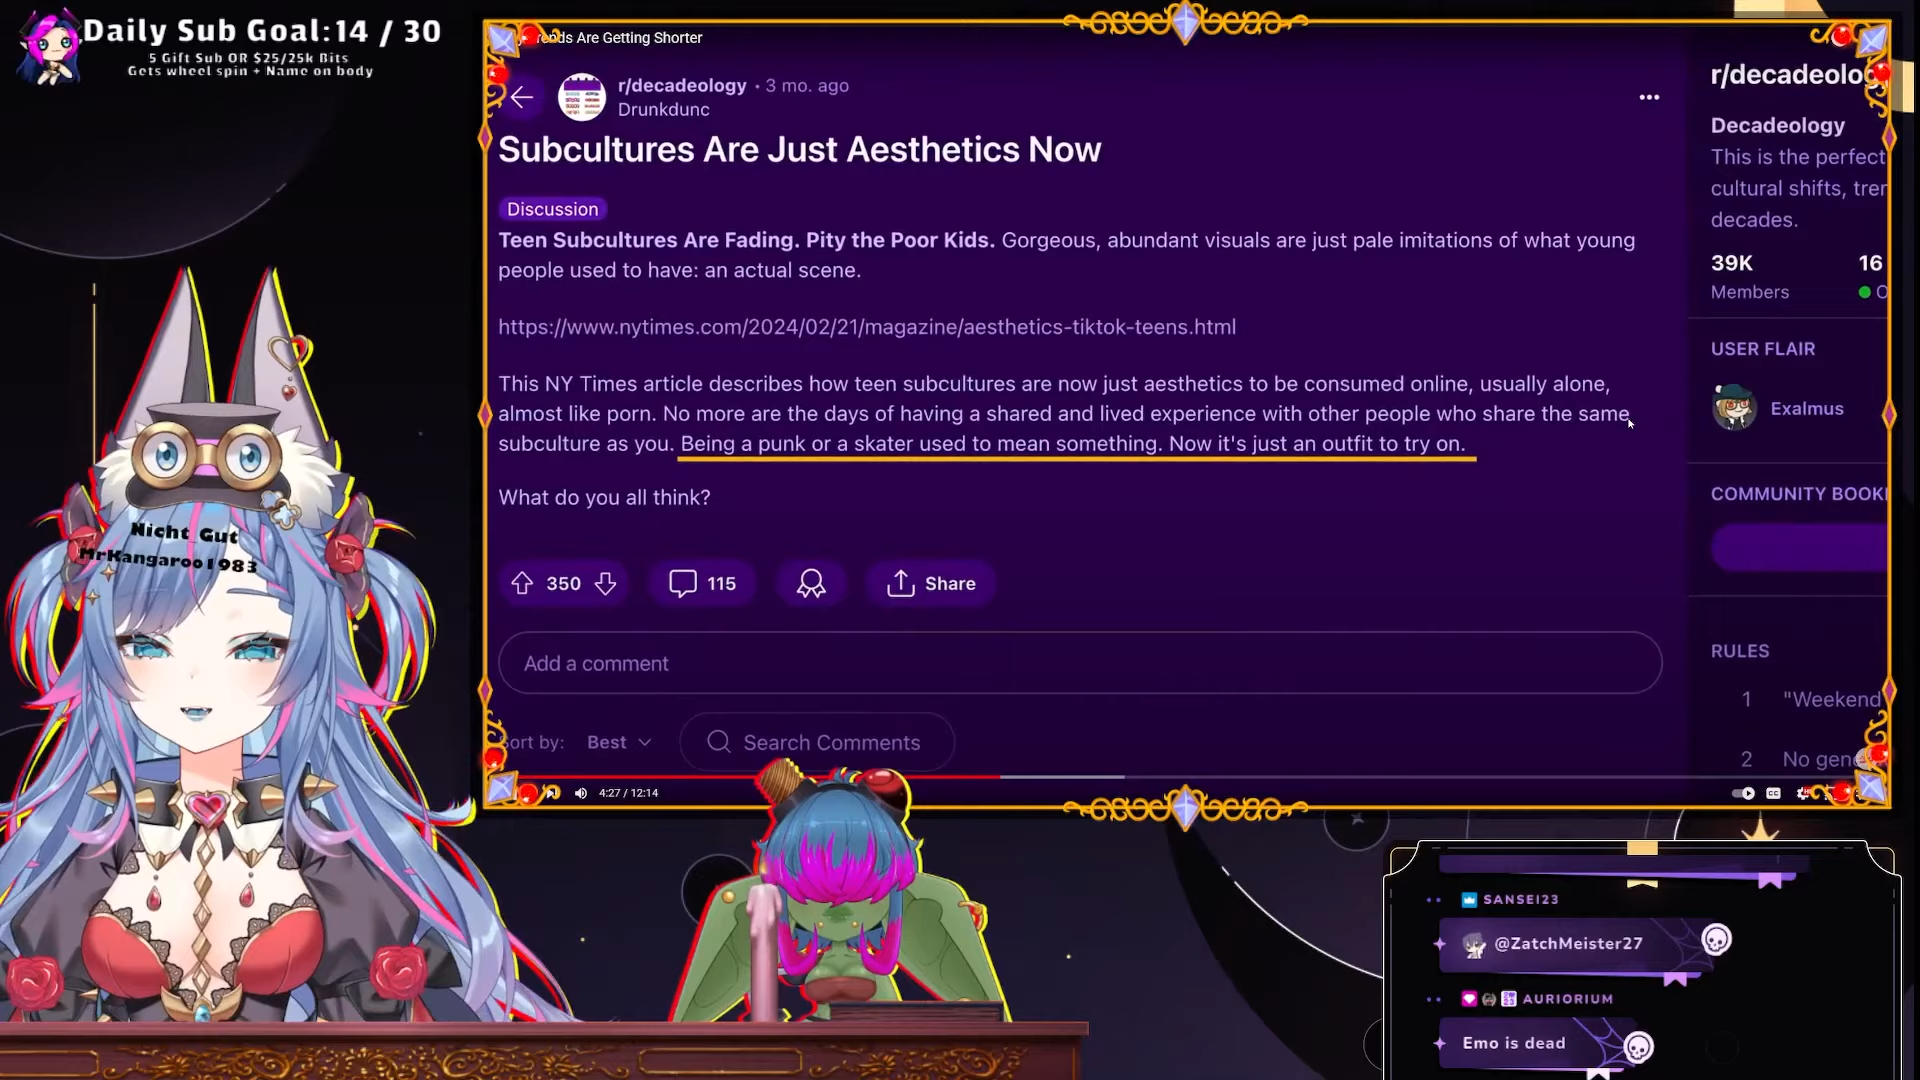 Daily Sub Goal:14 / 30
5 Gift Sub OR $25/25k Bits
Gets wheel spin + Name on body
Are Getting Shorter
r/decadeology • 3 mo. ago
Drunkdunc
Subcultures Are Just Aesthetics Now
Discussion
Teen Subcultures Are Fading. Pity the Poor Kids. Gorgeous, abundant visuals are just pale imitations of what young
people used to have: an actual scene.
https://www.nytimes.com/2024/02/21/magazine/aesthetics-tiktok-teens.html
This NY Times article describes how teen subcultures are now just aesthetics to be consumed online, usually alone,
almost like porn. No more are the days of having a shared and lived experience with other people who share the same
subculture as you. Being a punk or a skater used to mean something. Now it's just an outfit to try on.
What do you all think?
350
115
Share
Add a comment
Sort by: Best
Search Comments
4:27 / 12:14
r/decadeolog
Decadeology
This is the perfect
cultural shifts, tren
decades.
39K
16
Members
USER FLAIR
Exalmus
COMMUNITY BOOK
RULES
1 "Weekend
2 No gene
Nicht Gut
MrKangaroo1983
SANSEI23
@ZatchMeister27
AURIORIUM
Emo is dead